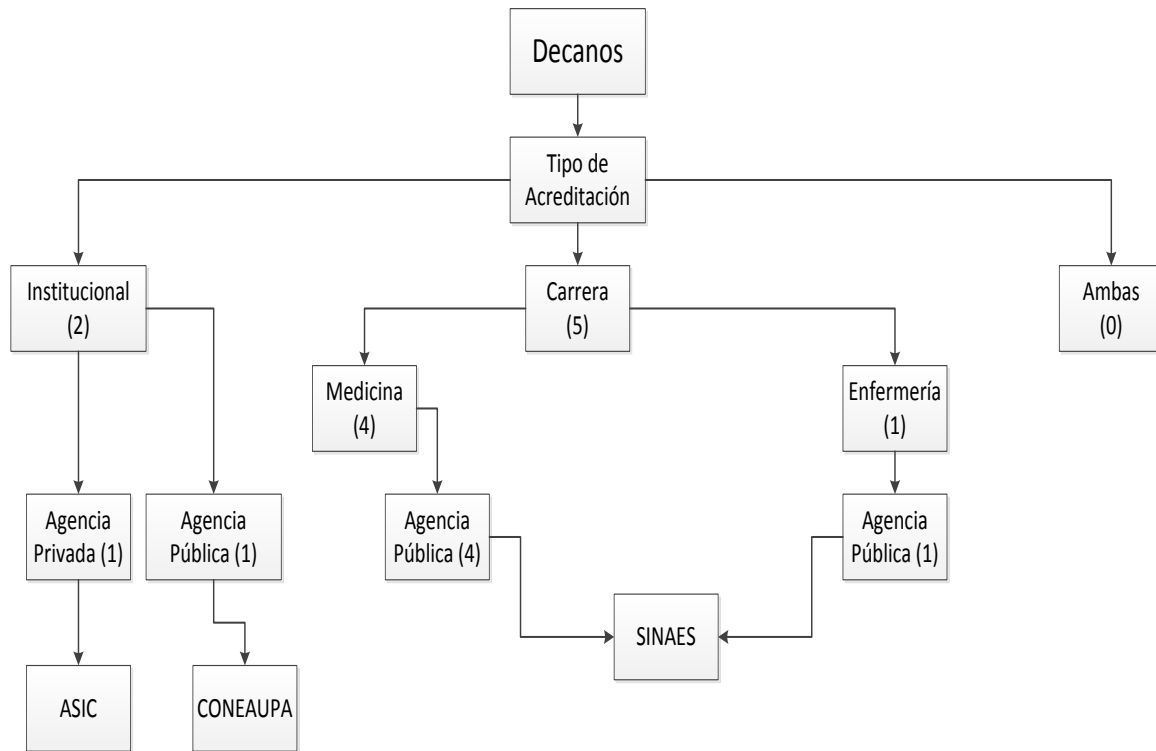 Decanos
Tipo de
Acreditación
Institucional
(2)
Carrera
(5)
Ambas
(0)
Medicina
(4)
Enfermería
(1)
Agencia
Privada (1)
Agencia
Pública (1)
Agencia
Pública (4)
Agencia
Pública (1)
SINAES
ASIC
CONEAUPA